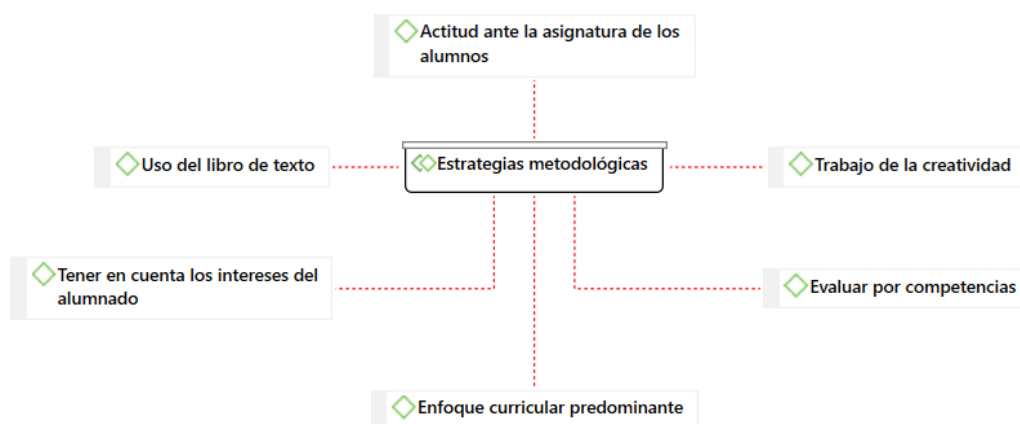 Actitud ante la asignatura de los
alumnos
Uso del libro de texto
Estrategias metodológicas
Trabajo de la creatividad
Tener en cuenta los intereses del
alumnado
Evaluar por competencias
Enfoque curricular predominante